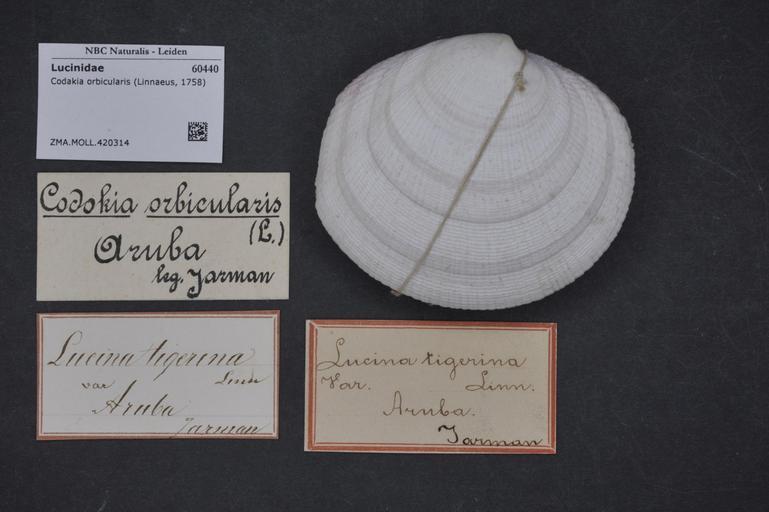 NBC Naturalis - Leiden
Lucinidae 60440
Codakia orbicularis (Linnaeus, 1758)
ZMA.MOLL.420314
Codokia orbicularis
(L.)
Aruba
leg. Jarman
Lucina tigerina
var Linn
Aruba
Jarman
Lucina tigerina
Var. Linn.
Aruba.
Jarman